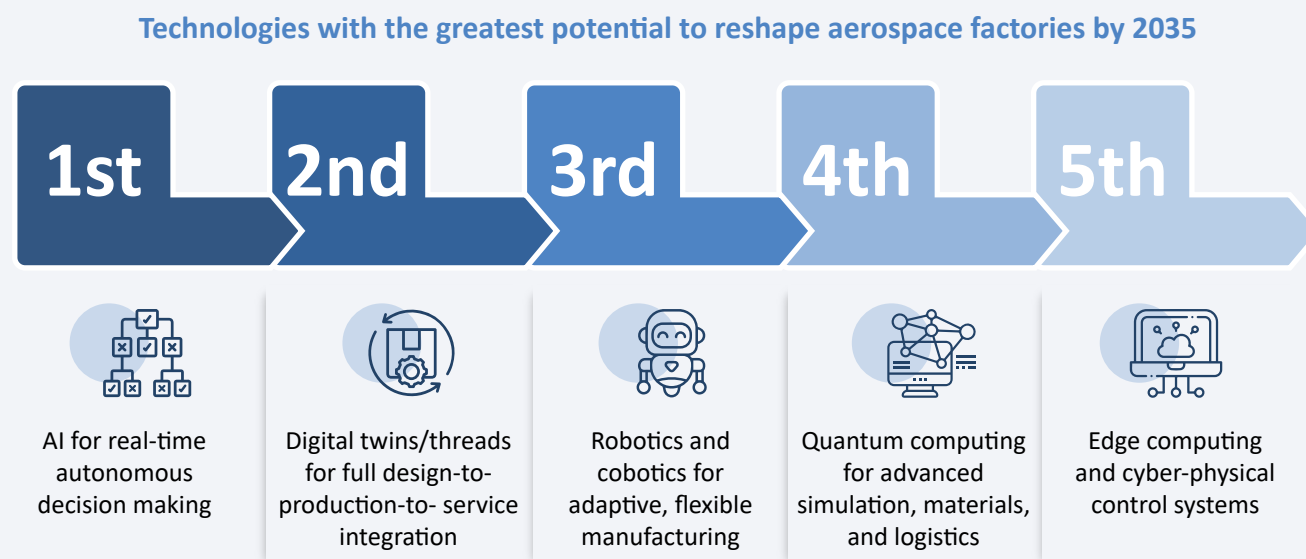 Technologies with the greatest potential to reshape aerospace factories by 2035
1st
2nd
3rd
4th
5th
AI for real-time
autonomous
decision making
Digital twins/threads
for full design-to-
production-to- service
integration
Robotics and
cobotics for
adaptive, flexible
manufacturing
Quantum computing
for advanced
simulation, materials,
and logistics
Edge computing
and cyber-physical
control systems